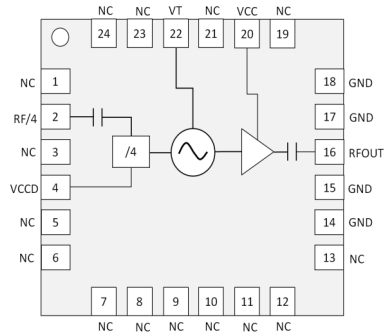 NC NC VT NC VCC NC
24 23 22 21 20 19
NC 1
RF/4 2
NC 3
VCCD 4
NC 5
NC 6
/4
18 GND
17 GND
16 RFOUT
15 GND
14 GND
13 NC
7 8 9 10 11 12
NC NC NC NC NC NC